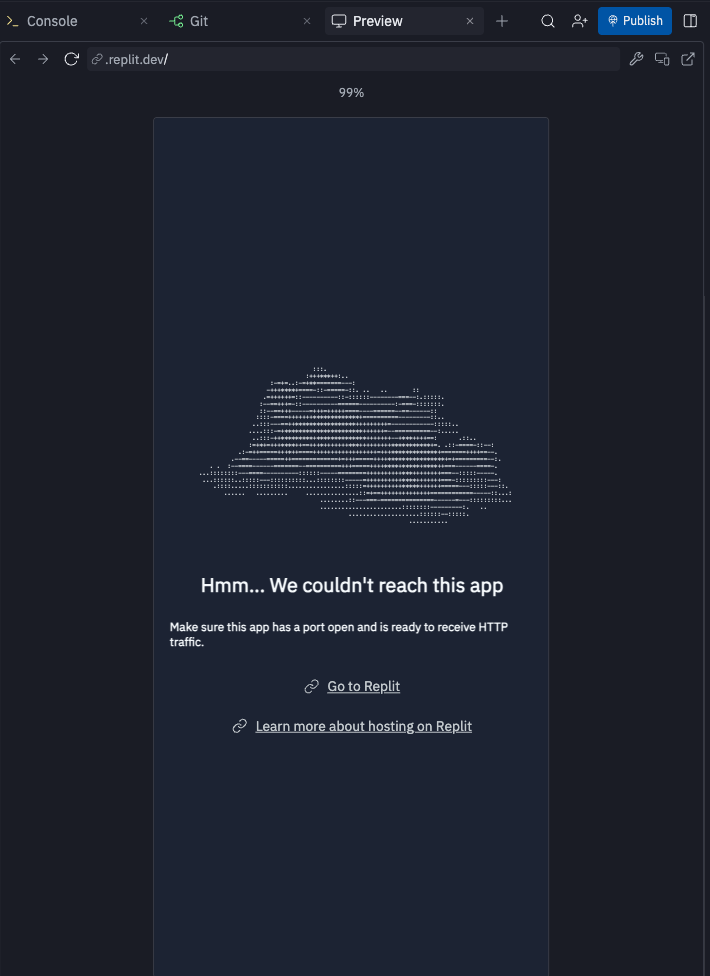 Console
Git
Preview
Publish
.replit.dev/
99%
Hmm... We couldn't reach this app
Make sure this app has a port open and is ready to receive HTTP
traffic.
Go to Replit
Learn more about hosting on Replit